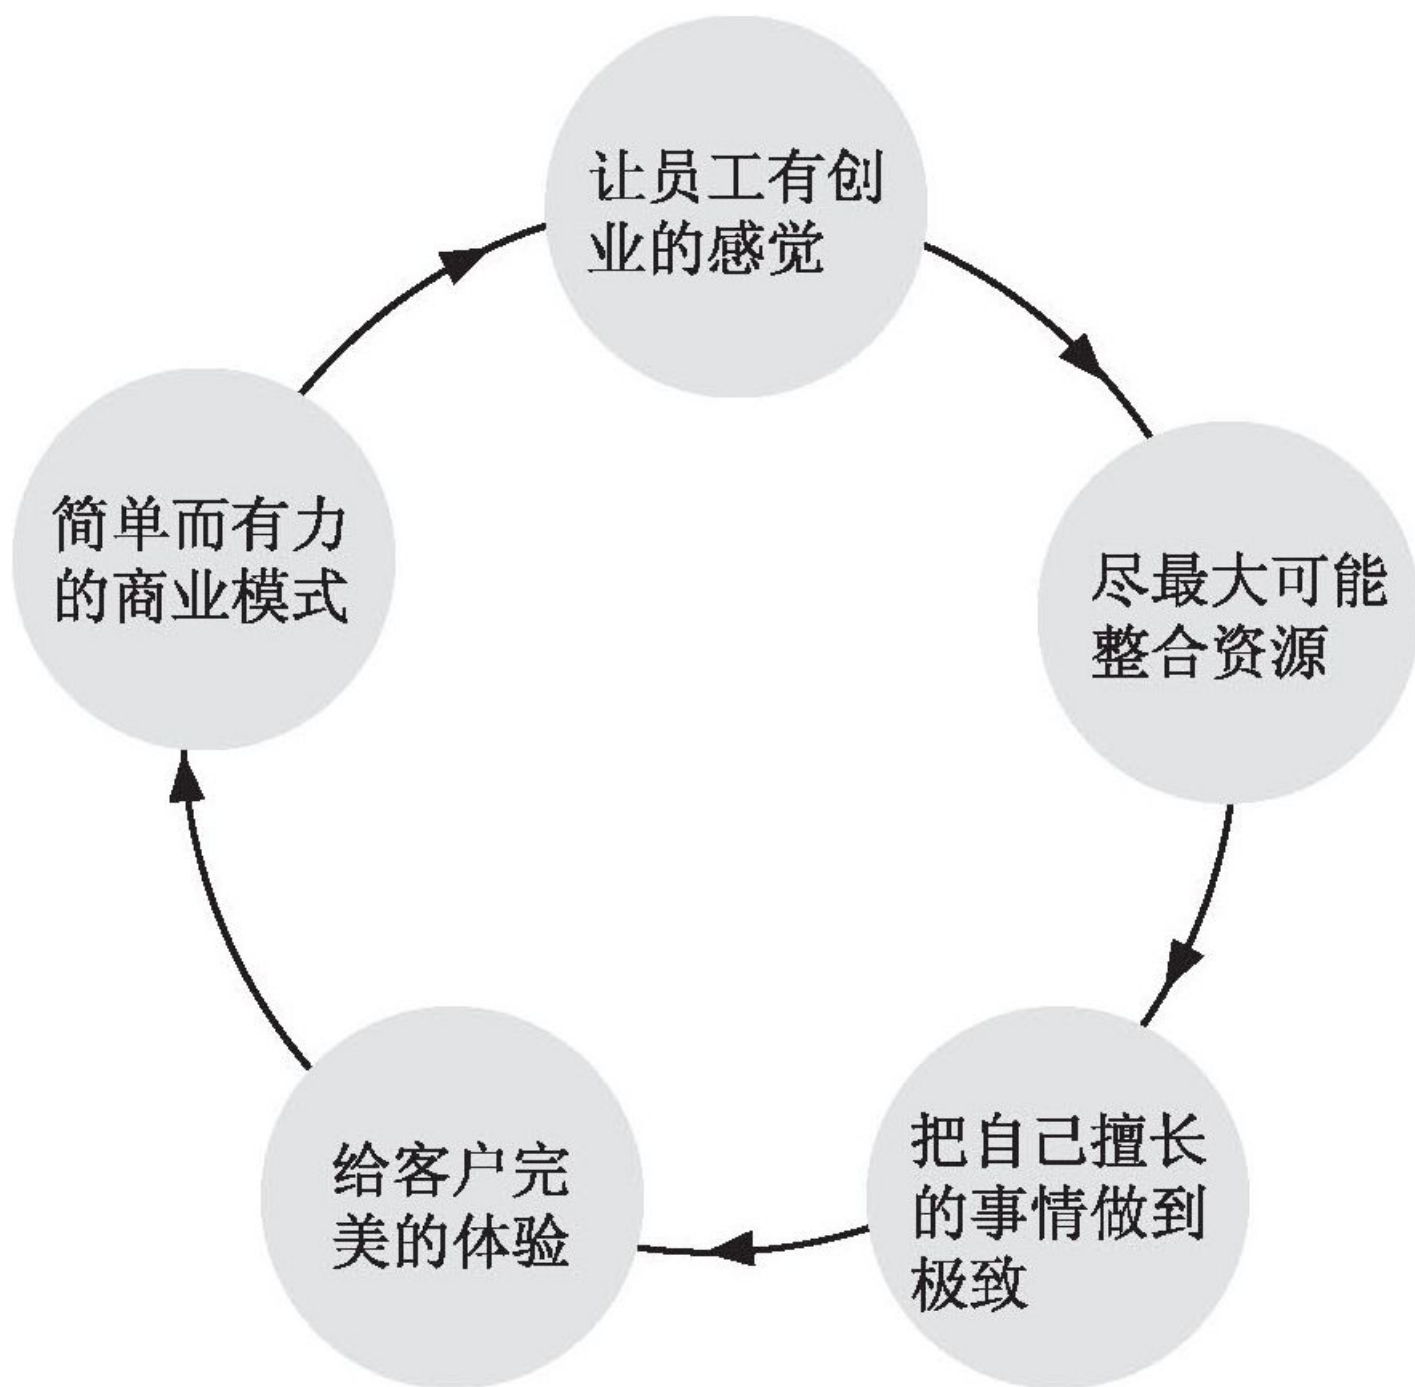 让员工有创
业的感觉
尽最大可能
整合资源
把自己擅长
的事情做到
极致
给客户完
美的体验
简单而有力
的商业模式